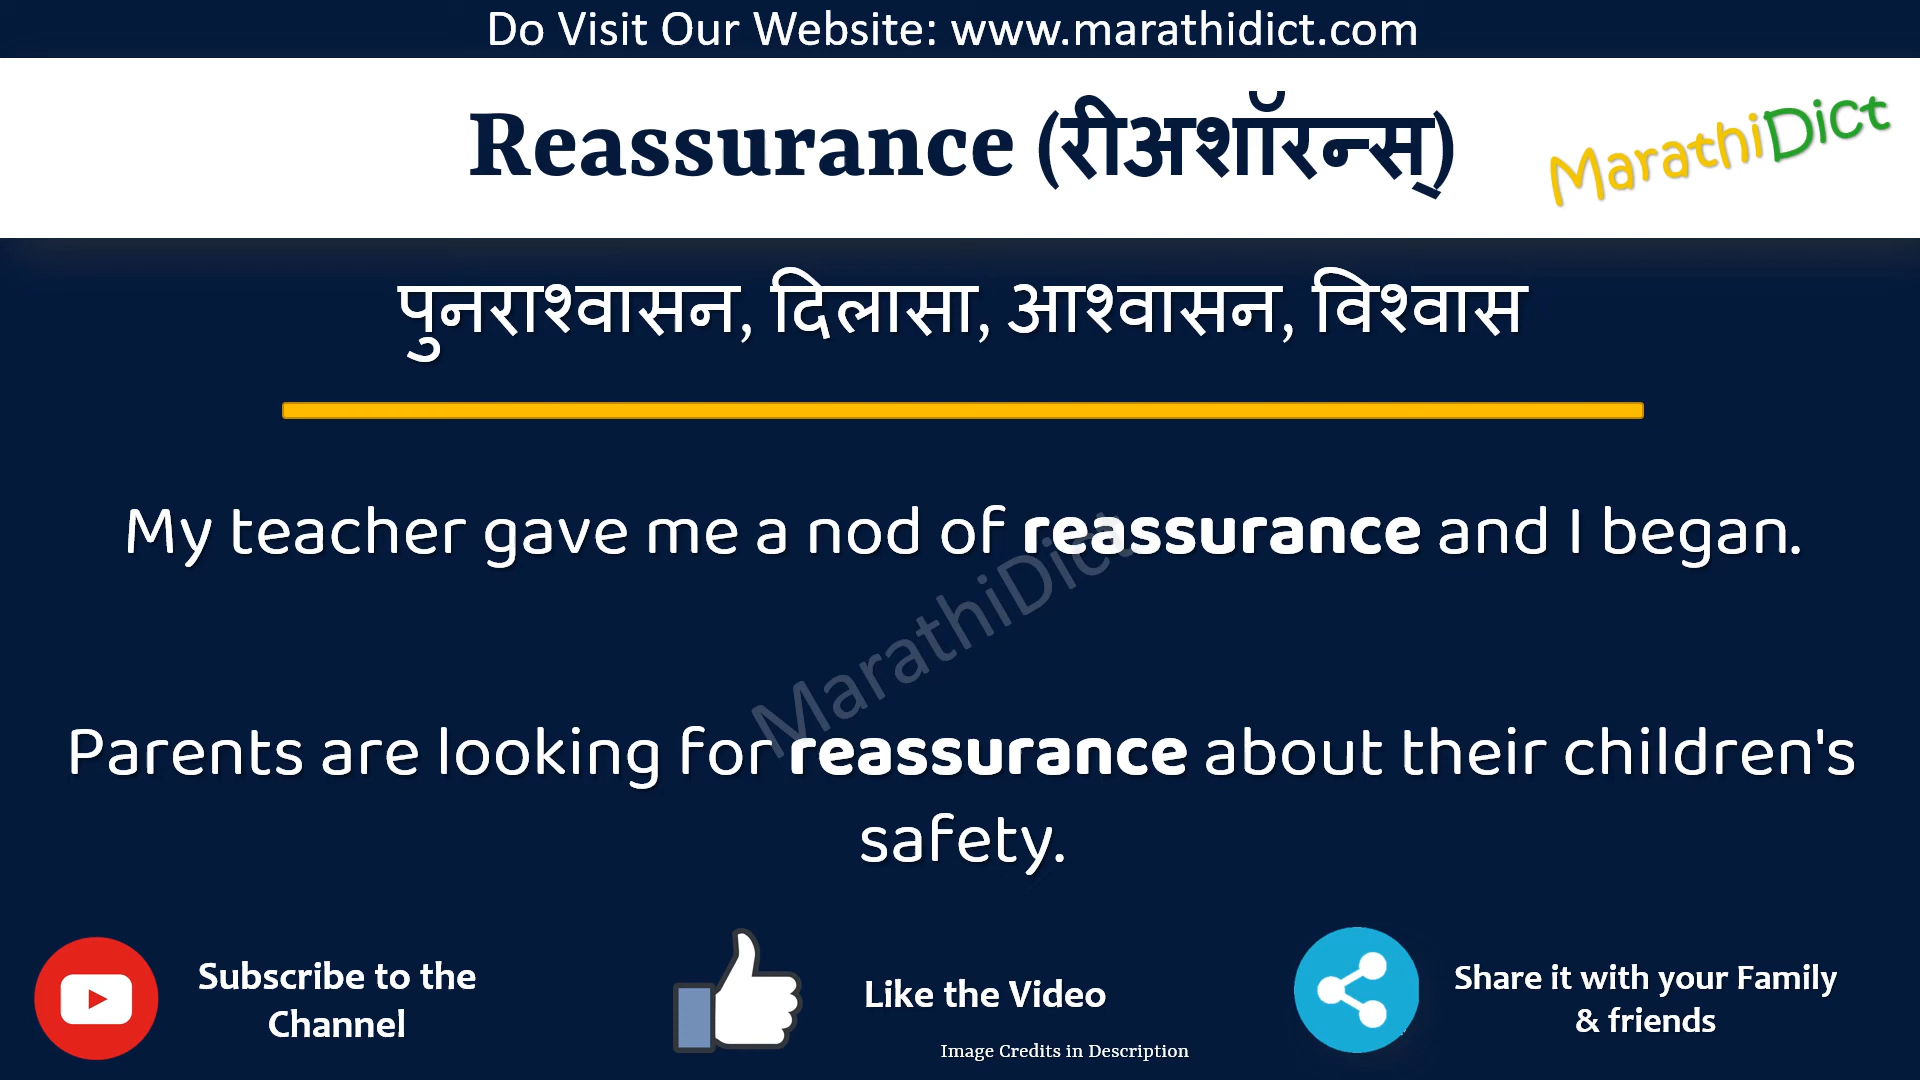 Do Visit Our Website: www.marathidict.com
Reassurance (रीअशॉरन्स्)
MarathiDict
पुनराश्वासन, दिलासा, आश्वासन, विश्वास
My teacher gave me a nod of reassurance and I began.
MarathiDict
Parents are looking for reassurance about their children's
safety.
Subscribe to the
Channel
Like the Video
Share it with your Family
& friends
Image Credits in Description